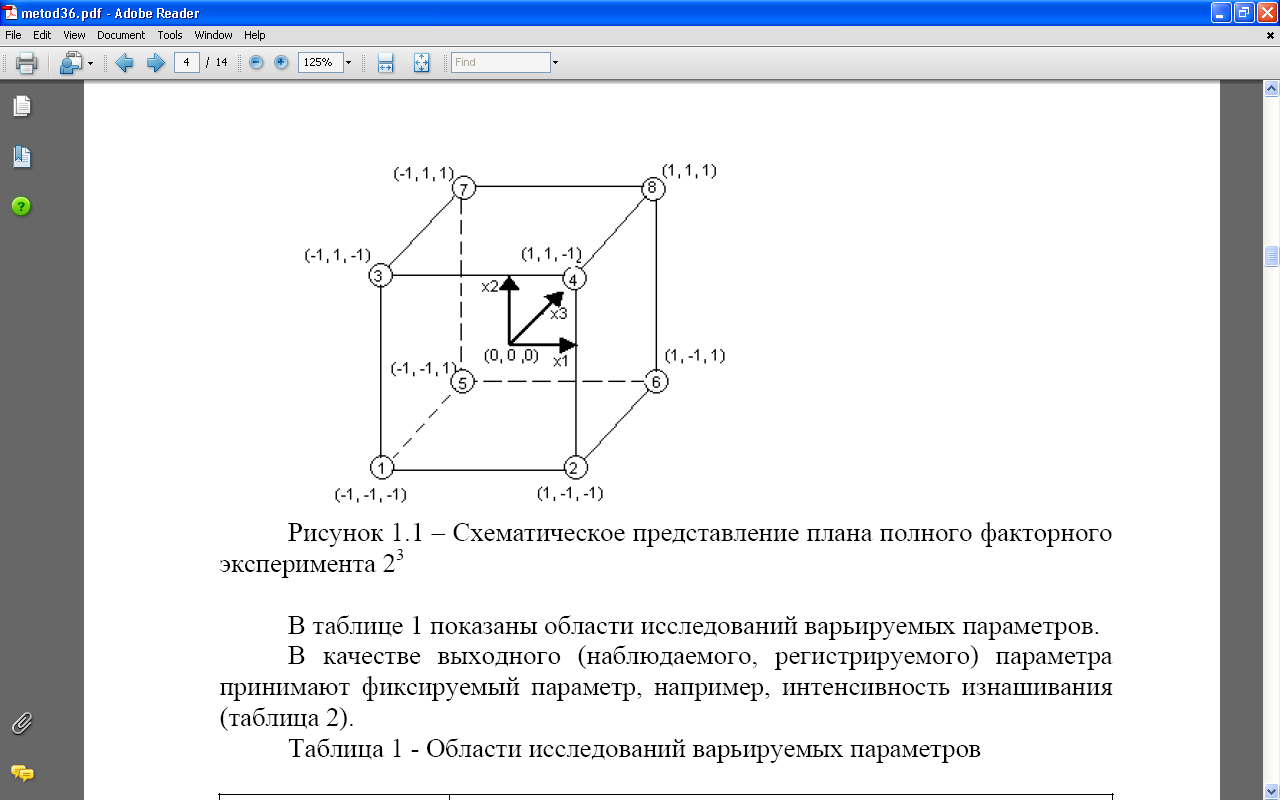 metod36.pdf - Adobe Reader
File Edit View Document Tools Window Help
4 / 14 125% Find
(-1, 1, 1) (1, 1, 1)
7 8
(-1, 1, -1) (1, 1, -1)
3 4
x2
x3
(0, 0 ,0) x1 (1, -1, 1)
(-1, -1, 1)
5 6
1 2
(-1, -1, -1) (1, -1, -1)
Рисунок 1.1 – Схематическое представление плана полного факторного
эксперимента 2³
В таблице 1 показаны области исследований варьируемых параметров.
В качестве выходного (наблюдаемого, регистрируемого) параметра
принимают фиксируемый параметр, например, интенсивность изнашивания
(таблица 2).
Таблица 1 - Области исследований варьируемых параметров